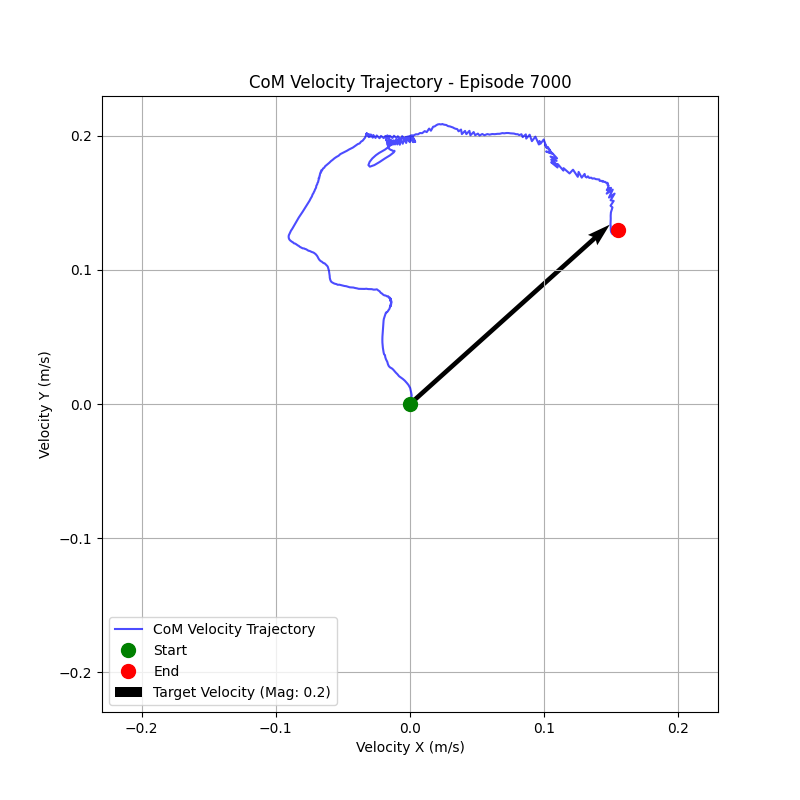 CoM Velocity Trajectory - Episode 7000
Velocity Y (m/s)
0.2
0.1
0.0
−0.1
−0.2
CoM Velocity Trajectory
Start
End
Target Velocity (Mag: 0.2)
−0.2 −0.1 0.0 0.1 0.2
Velocity X (m/s)